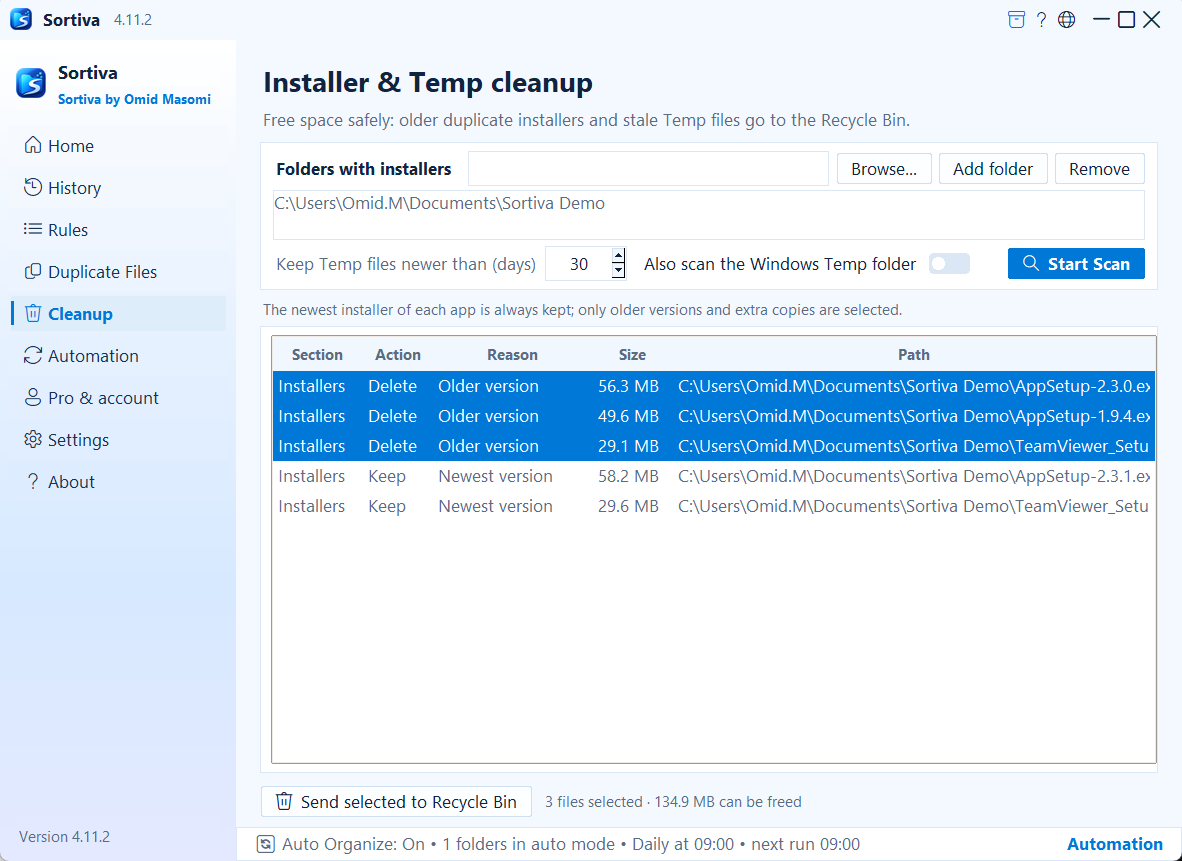 Sortiva 4.11.2 ?
Sortiva
Sortiva by Omid Masomi
Home
History
Rules
Duplicate Files
Cleanup
Automation
Pro & account
Settings
? About
Version 4.11.2
Installer & Temp cleanup
Free space safely: older duplicate installers and stale Temp files go to the Recycle Bin.
Folders with installers Browse... Add folder Remove
C:\Users\Omid.M\Documents\Sortiva Demo
Keep Temp files newer than (days) 30 Also scan the Windows Temp folder Start Scan
The newest installer of each app is always kept; only older versions and extra copies are selected.
Section Action Reason Size Path
Installers Delete Older version 56.3 MB C:\Users\Omid.M\Documents\Sortiva Demo\AppSetup-2.3.0.ex
Installers Delete Older version 49.6 MB C:\Users\Omid.M\Documents\Sortiva Demo\AppSetup-1.9.4.ex
Installers Delete Older version 29.1 MB C:\Users\Omid.M\Documents\Sortiva Demo\TeamViewer_Setu
Installers Keep Newest version 58.2 MB C:\Users\Omid.M\Documents\Sortiva Demo\AppSetup-2.3.1.ex
Installers Keep Newest version 29.6 MB C:\Users\Omid.M\Documents\Sortiva Demo\TeamViewer_Setu
Send selected to Recycle Bin 3 files selected · 134.9 MB can be freed
Auto Organize: On • 1 folders in auto mode • Daily at 09:00 • next run 09:00 Automation